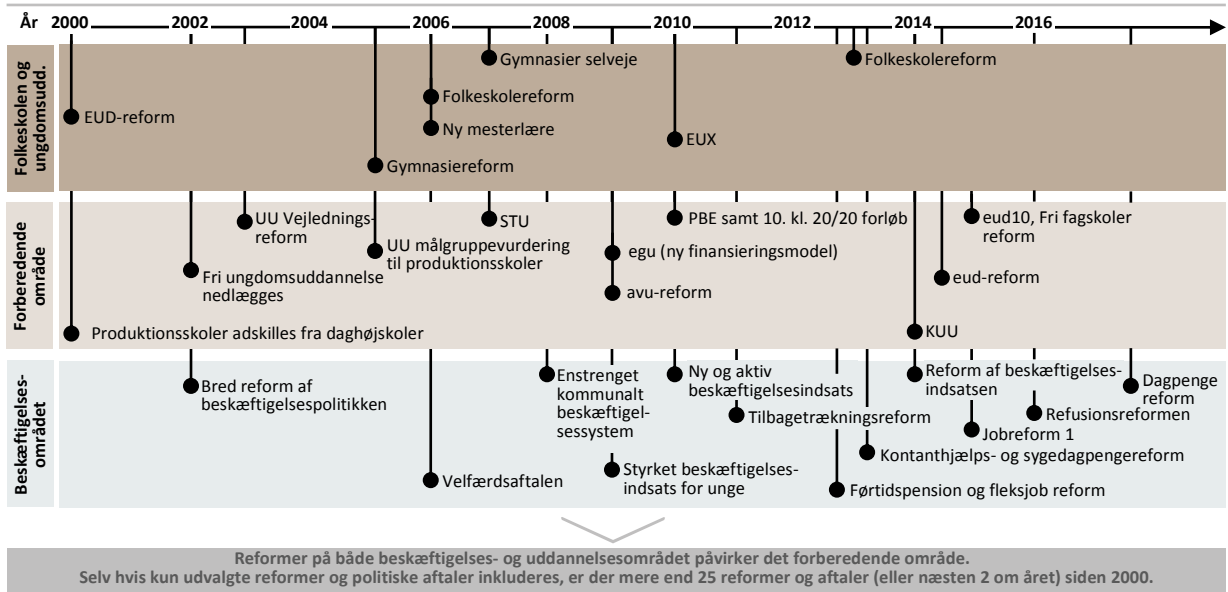 År 2000 2002 2004 2006 2008 2010 2012 2014 2016
Folkeskolen og
ungdomsudd.
Gymnasier selveje
Folkeskolereform
Folkeskolereform
EUD-reform
Ny mesterlære
EUX
Gymnasiereform
Forberedende
område
UU Vejlednings-
reform
STU
PBE samt 10. kl. 20/20 forløb
eud10, Fri fagskoler
reform
UU målgruppevurdering
til produktionsskoler
egu (ny finansieringsmodel)
Fri ungdomsuddannelse
nedlægges
avu-reform
eud-reform
Produktionsskoler adskilles fra daghøjskoler
KUU
Beskæftigelses-
området
Bred reform af
beskæftigelsespolitikken
Enstrenget
kommunalt
beskæftigel-
sessystem
Ny og aktiv
beskæftigelsesindsats
Reform af beskæftigelses-
indsatsen
Dagpenge
reform
Tilbagetrækningsreform
Refusionsreformen
Jobreform 1
Kontanthjælps- og sygedagpengereform
Velfærdsaftalen
Styrket beskæftigelses-
indsats for unge
Førtidspension og fleksjob reform
Reformer på både beskæftigelses- og uddannelsesområdet påvirker det forberedende område.
Selv hvis kun udvalgte reformer og politiske aftaler inkluderes, er der mere end 25 reformer og aftaler (eller næsten 2 om året) siden 2000.